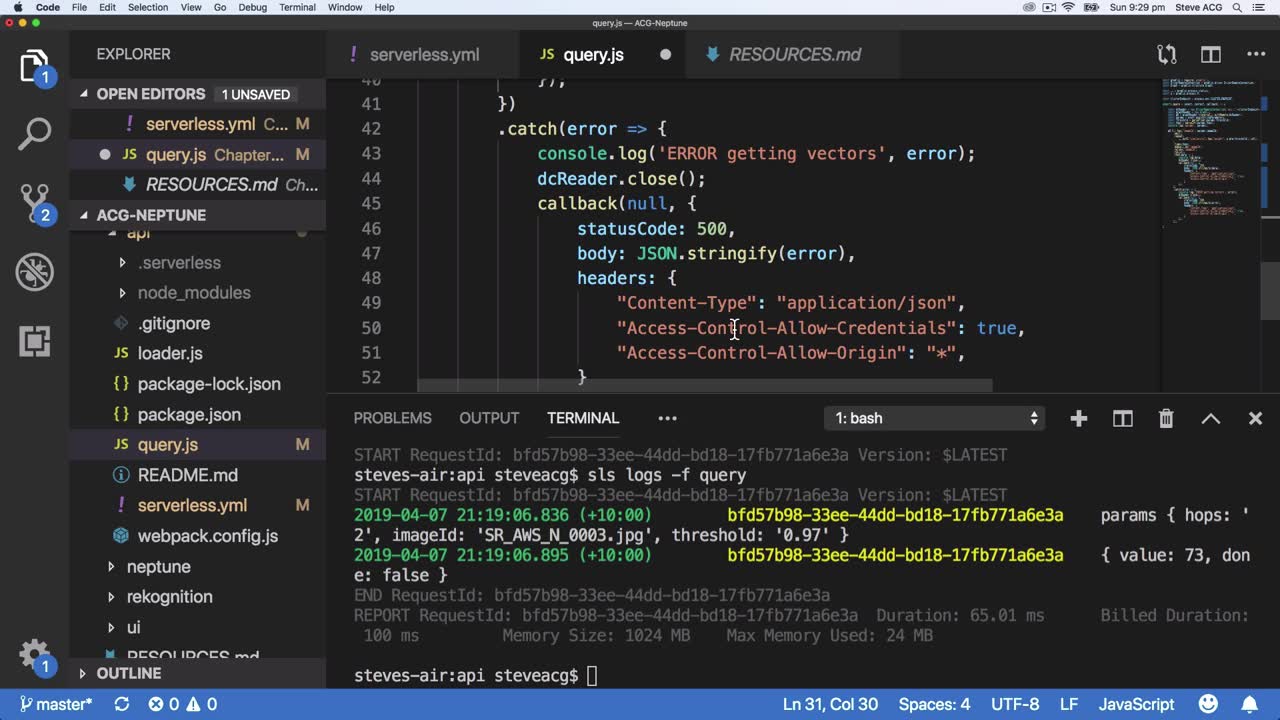 Code File Edit Selection View Go Debug Terminal Window Help Sun 9:29 pm Steve ACG
query.js — ACG-Neptune
EXPLORER
OPEN EDITORS 1 UNSAVED
! serverless.yml C... M
JS query.js Chapter... M
RESOURCES.md Ch...
ACG-NEPTUNE
api
.serverless
node_modules
.gitignore
JS loader.js
{} package-lock.json
{} package.json
JS query.js M
README.md
! serverless.yml M
webpack.config.js
neptune
rekognition
ui
RESOURCES.md
OUTLINE
1
2
1
! serverless.yml JS query.js RESOURCES.md
40 });
41 })
42 .catch(error => {
43 console.log('ERROR getting vectors', error);
44 dcReader.close();
45 callback(null, {
46 statusCode: 500,
47 body: JSON.stringify(error),
48 headers: {
49 "Content-Type": "application/json",
50 "Access-Control-Allow-Credentials": true,
51 "Access-Control-Allow-Origin": "*",
52 }
PROBLEMS OUTPUT TERMINAL ••• 1: bash
START RequestId: bfd57b98-33ee-44dd-bd18-17fb771a6e3a Version: $LATEST
steves-air:api steveacg$ sls logs -f query
START RequestId: bfd57b98-33ee-44dd-bd18-17fb771a6e3a Version: $LATEST
2019-04-07 21:19:06.836 (+10:00) bfd57b98-33ee-44dd-bd18-17fb771a6e3a params { hops: '
2', imageId: 'SR_AWS_N_0003.jpg', threshold: '0.97' }
2019-04-07 21:19:06.895 (+10:00) bfd57b98-33ee-44dd-bd18-17fb771a6e3a { value: 73, don
e: false }
END RequestId: bfd57b98-33ee-44dd-bd18-17fb771a6e3a
REPORT RequestId: bfd57b98-33ee-44dd-bd18-17fb771a6e3a Duration: 65.01 ms Billed Duration:
100 ms Memory Size: 1024 MB Max Memory Used: 24 MB
steves-air:api steveacg$
master* 0 0 Ln 31, Col 30 Spaces: 4 UTF-8 LF JavaScript